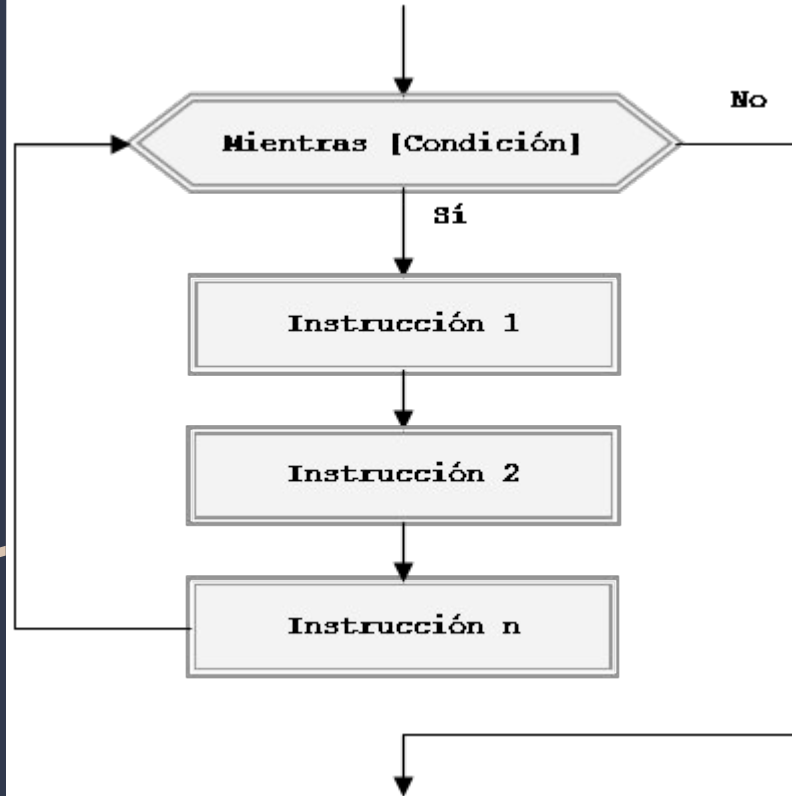 No
Mientras [Condición]
Sí
Instrucción 1
Instrucción 2
Instrucción n